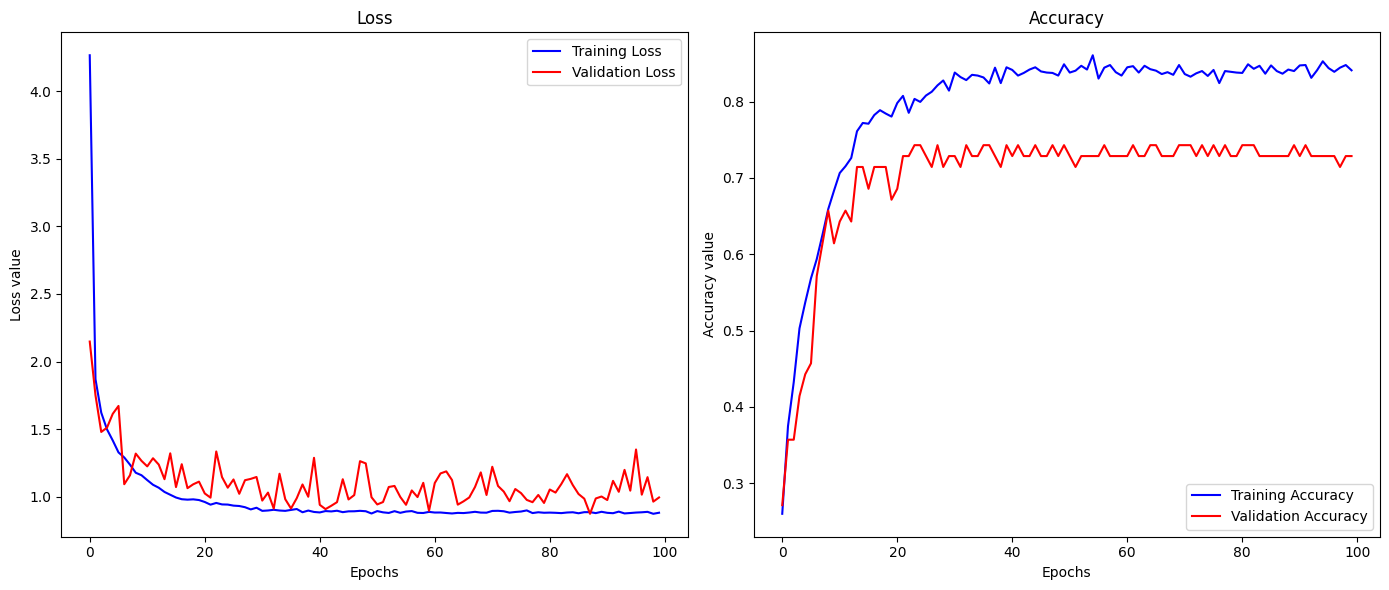 Loss
Training Loss
Validation Loss
4.0
3.5
3.0
2.5
2.0
1.5
1.0
Loss value
0 20 40 60 80 100
Epochs
Accuracy
0.8
0.7
0.6
0.5
0.4
0.3
Accuracy value
Training Accuracy
Validation Accuracy
0 20 40 60 80 100
Epochs